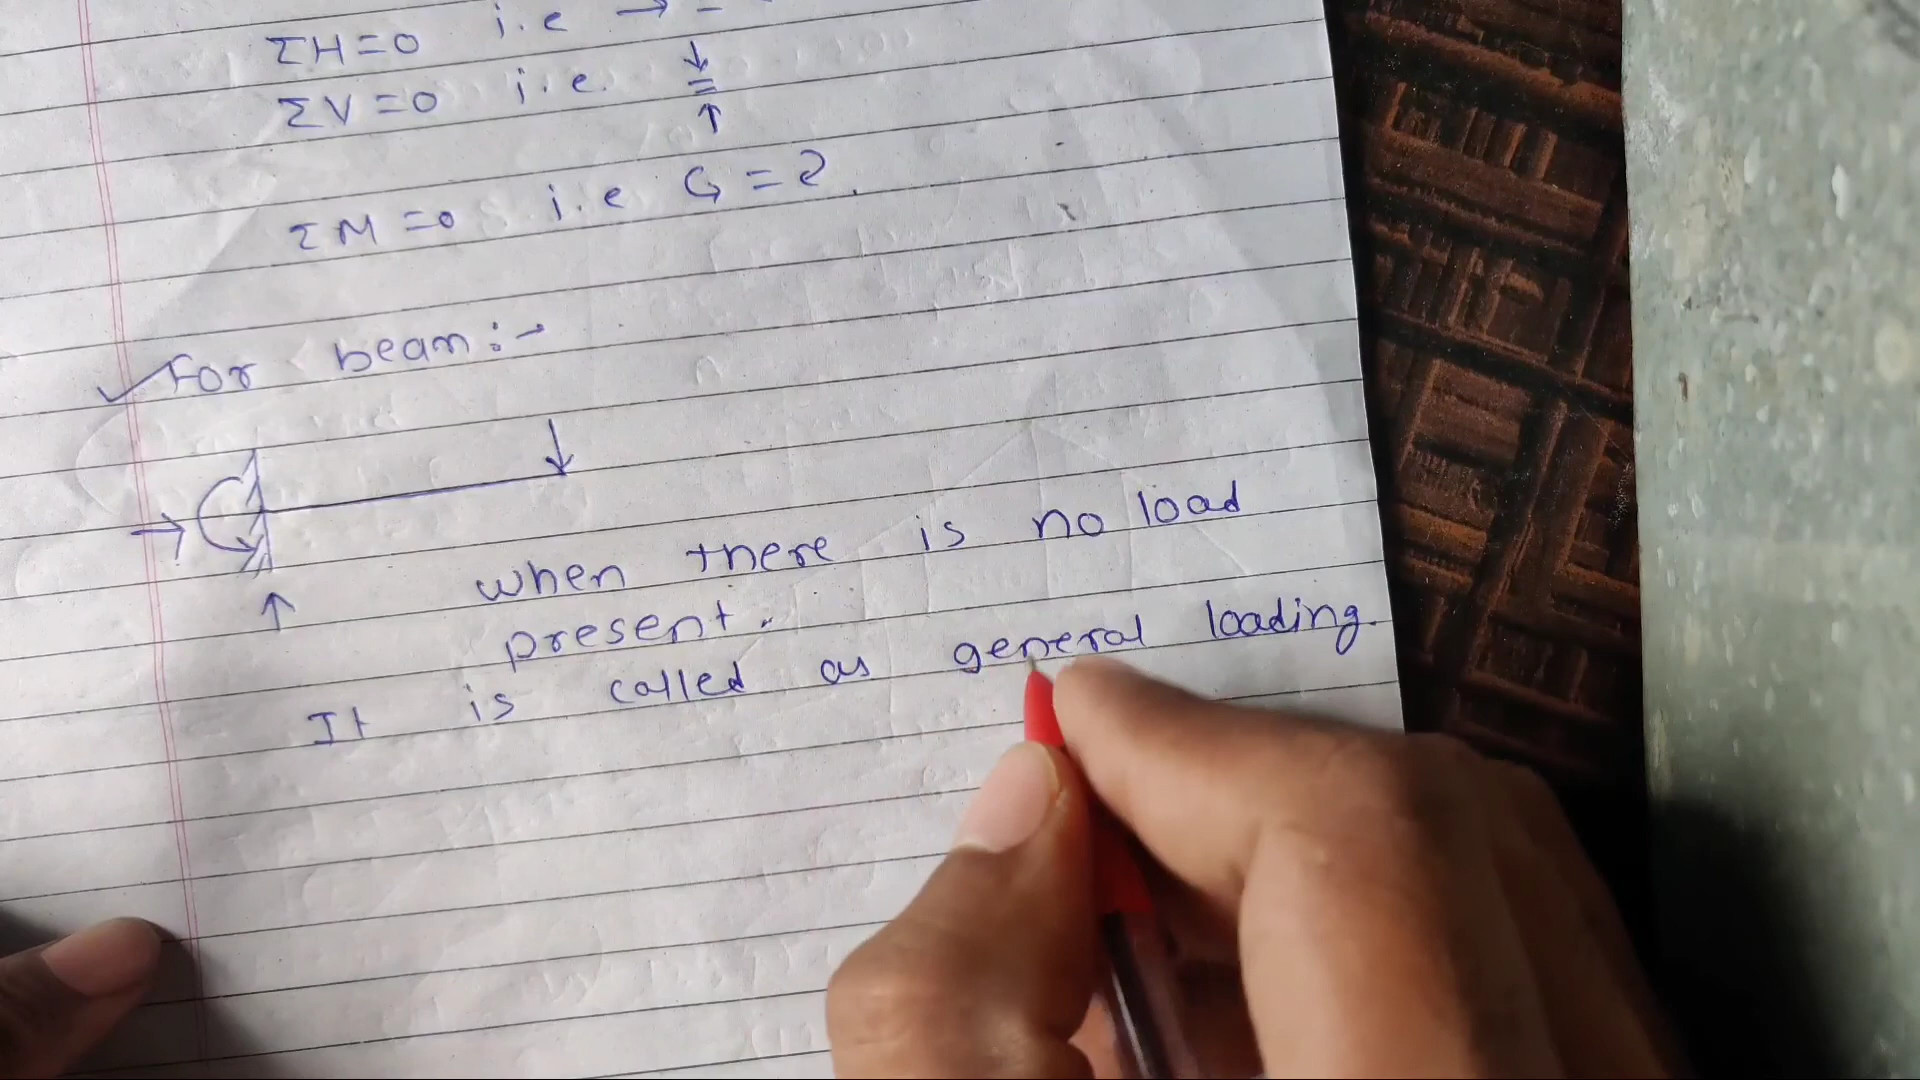 ΣH=0 i.e → =
ΣV=0 i.e. ↓ = ↑
ΣM=0 i.e ↺ = 2.
✓ For beam:-
when there is no load
present.
It is called as general loading.